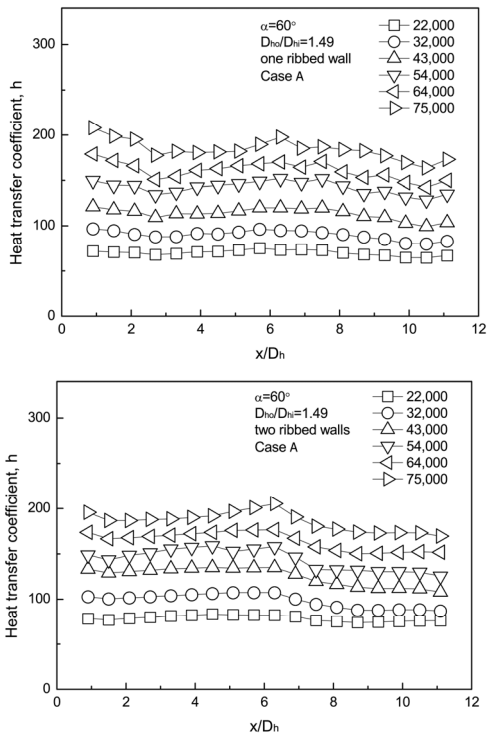 300
200
100
0
0
2
4
6
8
10
12
Heat transfer coefficient, h
x/Dh
α=60°
Dho/Dhi=1.49
one ribbed wall
Case A
22,000
32,000
43,000
54,000
64,000
75,000
300
200
100
0
0
2
4
6
8
10
12
Heat transfer coefficient, h
x/Dh
α=60°
Dho/Dhi=1.49
two ribbed walls
Case A
22,000
32,000
43,000
54,000
64,000
75,000